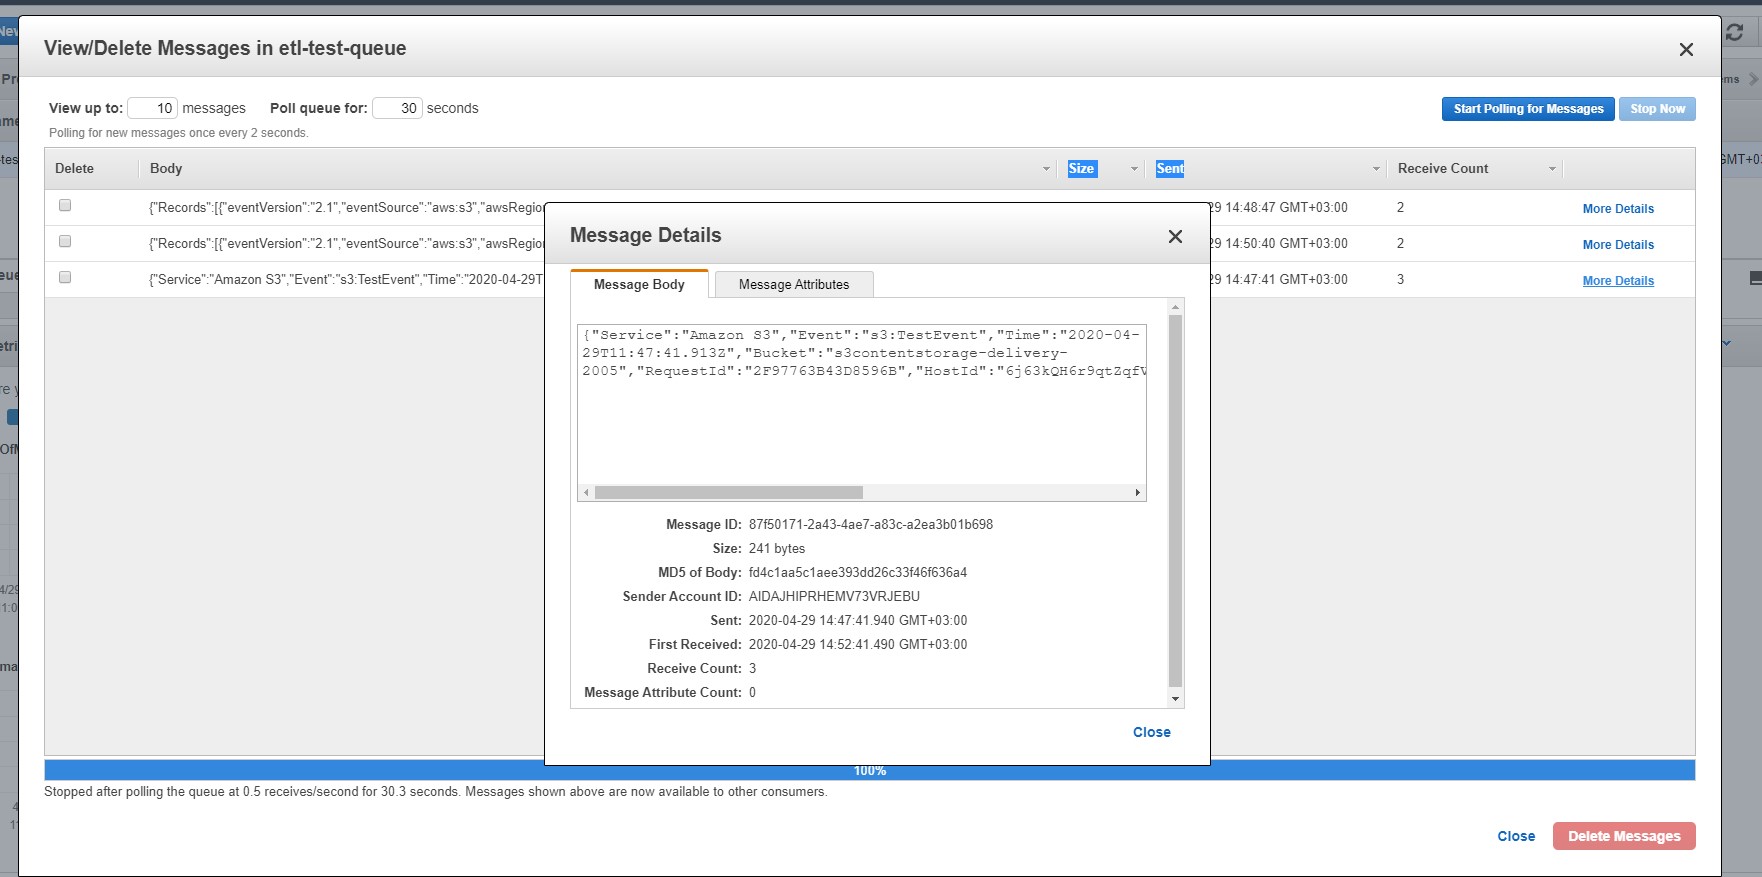 View/Delete Messages in etl-test-queue
View up to: 10 messages Poll queue for: 30 seconds
Start Polling for Messages Stop Now
Polling for new messages once every 2 seconds.
Delete Body Size Sent Receive Count
{"Records":[{"eventVersion":"2.1","eventSource":"aws:s3","awsRegion 29 14:48:47 GMT+03:00 2 More Details
{"Records":[{"eventVersion":"2.1","eventSource":"aws:s3","awsRegion 29 14:50:40 GMT+03:00 2 More Details
{"Service":"Amazon S3","Event":"s3:TestEvent","Time":"2020-04-29T 29 14:47:41 GMT+03:00 3 More Details
Message Details
Message Body Message Attributes
{"Service":"Amazon S3","Event":"s3:TestEvent","Time":"2020-04-
29T11:47:41.913Z","Bucket":"s3contentstorage-delivery-
2005","RequestId":"2F97763B43D8596B","HostId":"6j63kQH6r9qtZqfV
Message ID: 87f50171-2a43-4ae7-a83c-a2ea3b01b698
Size: 241 bytes
MD5 of Body: fd4c1aa5c1aee393dd26c33f46f636a4
Sender Account ID: AIDAJHIPRHEMV73VRJEBU
Sent: 2020-04-29 14:47:41.940 GMT+03:00
First Received: 2020-04-29 14:52:41.490 GMT+03:00
Receive Count: 3
Message Attribute Count: 0
Close
100%
Stopped after polling the queue at 0.5 receives/second for 30.3 seconds. Messages shown above are now available to other consumers.
Close Delete Messages